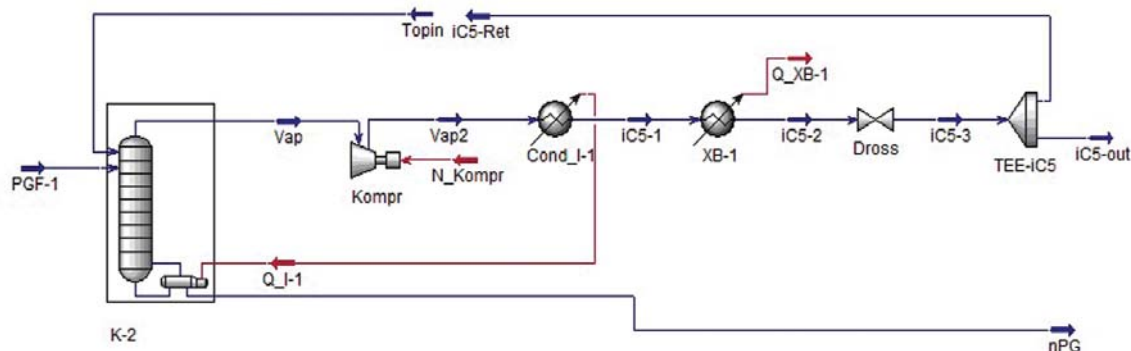 Topin iC5-Ret
Q_XB-1
Vap Vap2 iC5-1 iC5-2 iC5-3
Cond_I-1 XB-1 Dross TEE-iC5 iC5-out
PGF-1 N_Kompr
Kompr
Q_I-1
K-2 nPG